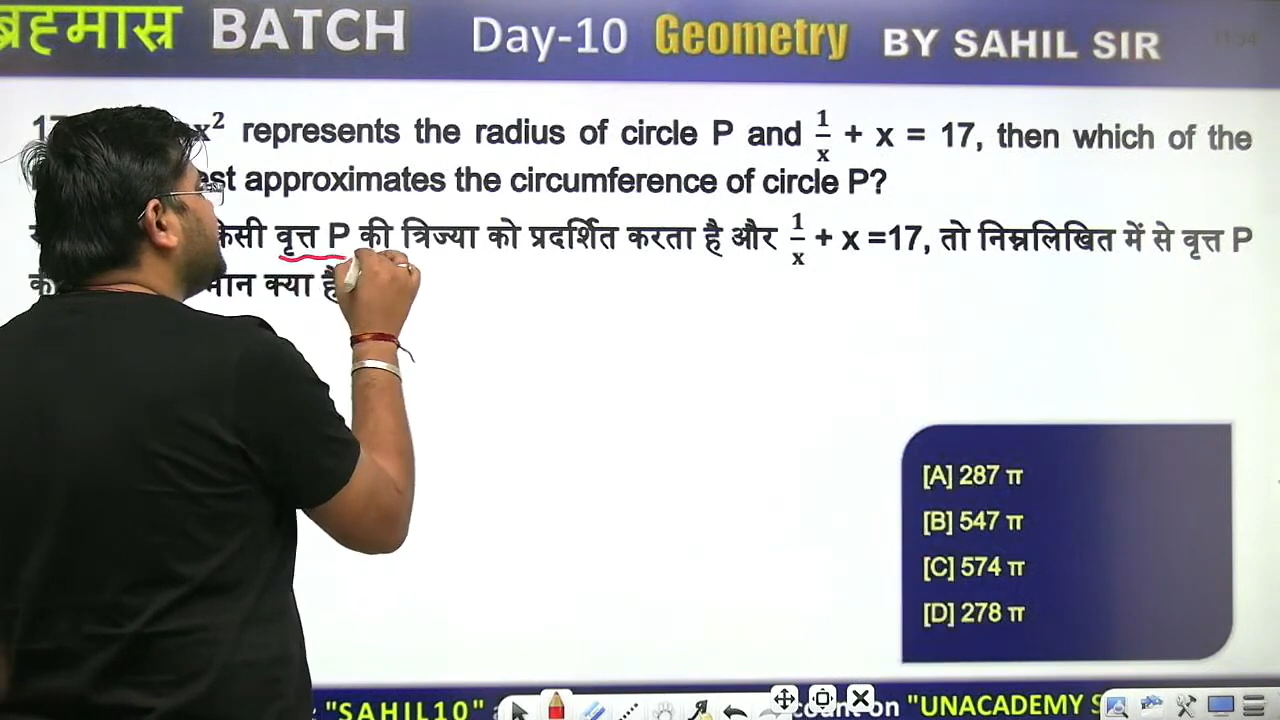 ब्रह्मास्र BATCH Day-10 Geometry BY SAHIL SIR 11:34
x² represents the radius of circle P and 1/x + x = 17, then which of the
approximates the circumference of circle P?
वृत्त P की त्रिज्या को प्रदर्शित करता है और 1/x + x =17, तो निम्नलिखित में से वृत्त P
क्या है
[A] 287 π
[B] 547 π
[C] 574 π
[D] 278 π
"SAHIL10" on "UNACADEMY S